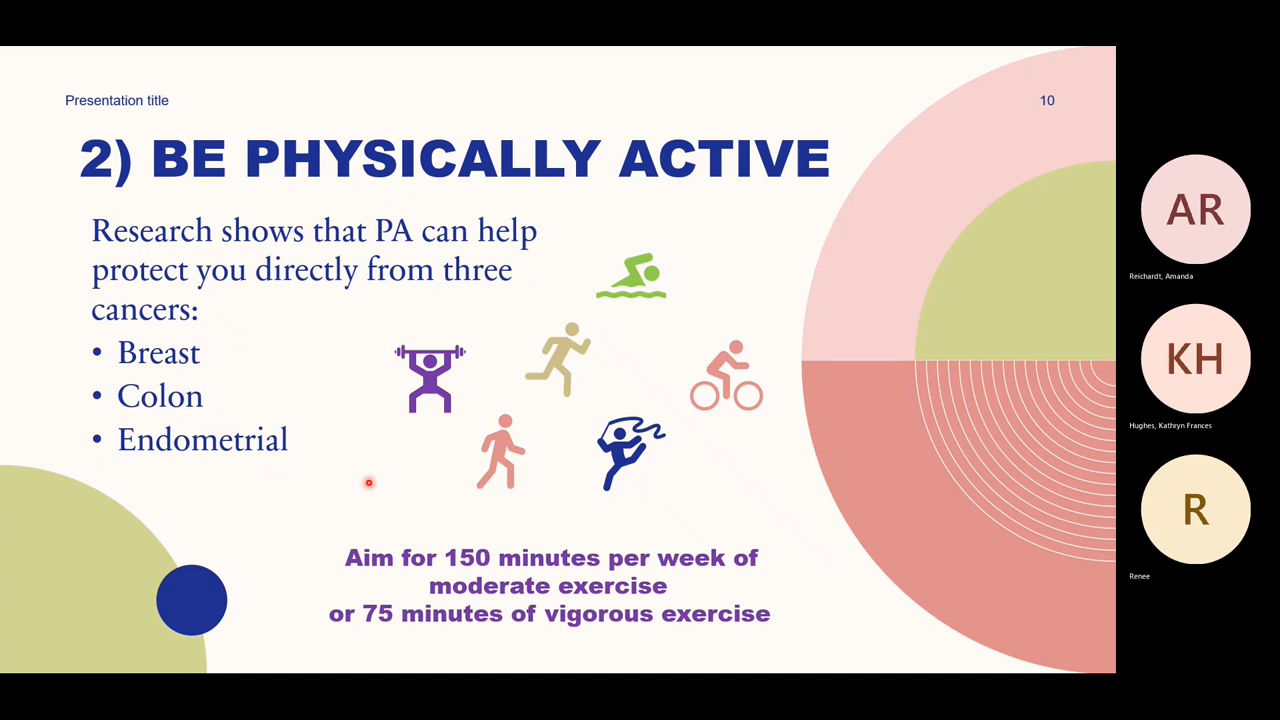 Presentation title
10
2) BE PHYSICALLY ACTIVE
Research shows that PA can help
protect you directly from three
cancers:
• Breast
• Colon
• Endometrial
Aim for 150 minutes per week of
moderate exercise
or 75 minutes of vigorous exercise
AR
Reichardt, Amanda
KH
Hughes, Kathryn Frances
R
Renee